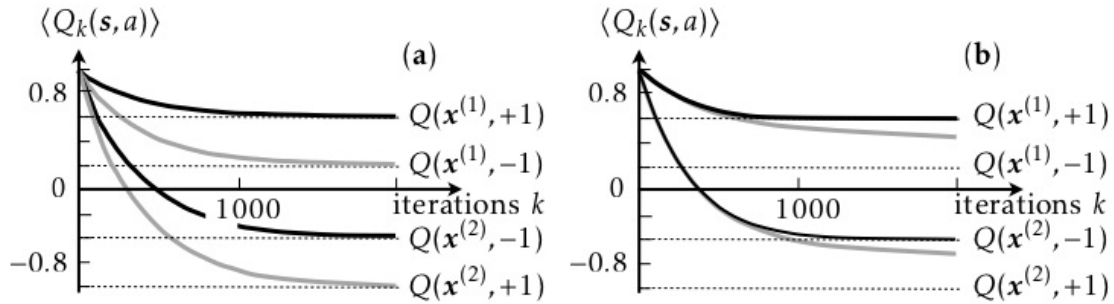 ⟨Q_k(s, a)⟩
(a)
0.8
0
−0.8
1000
iterations k
Q(x^(1), +1)
Q(x^(1), −1)
Q(x^(2), −1)
Q(x^(2), +1)
⟨Q_k(s, a)⟩
(b)
0.8
0
−0.8
1000
iterations k
Q(x^(1), +1)
Q(x^(1), −1)
Q(x^(2), −1)
Q(x^(2), +1)